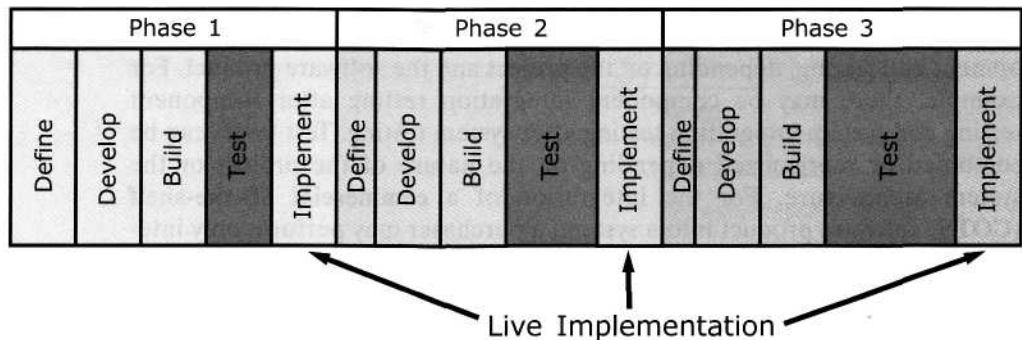 Phase 1
Phase 2
Phase 3
Define
Develop
Build
Test
Implement
Define
Develop
Build
Test
Implement
Define
Develop
Build
Test
Implement
Live Implementation